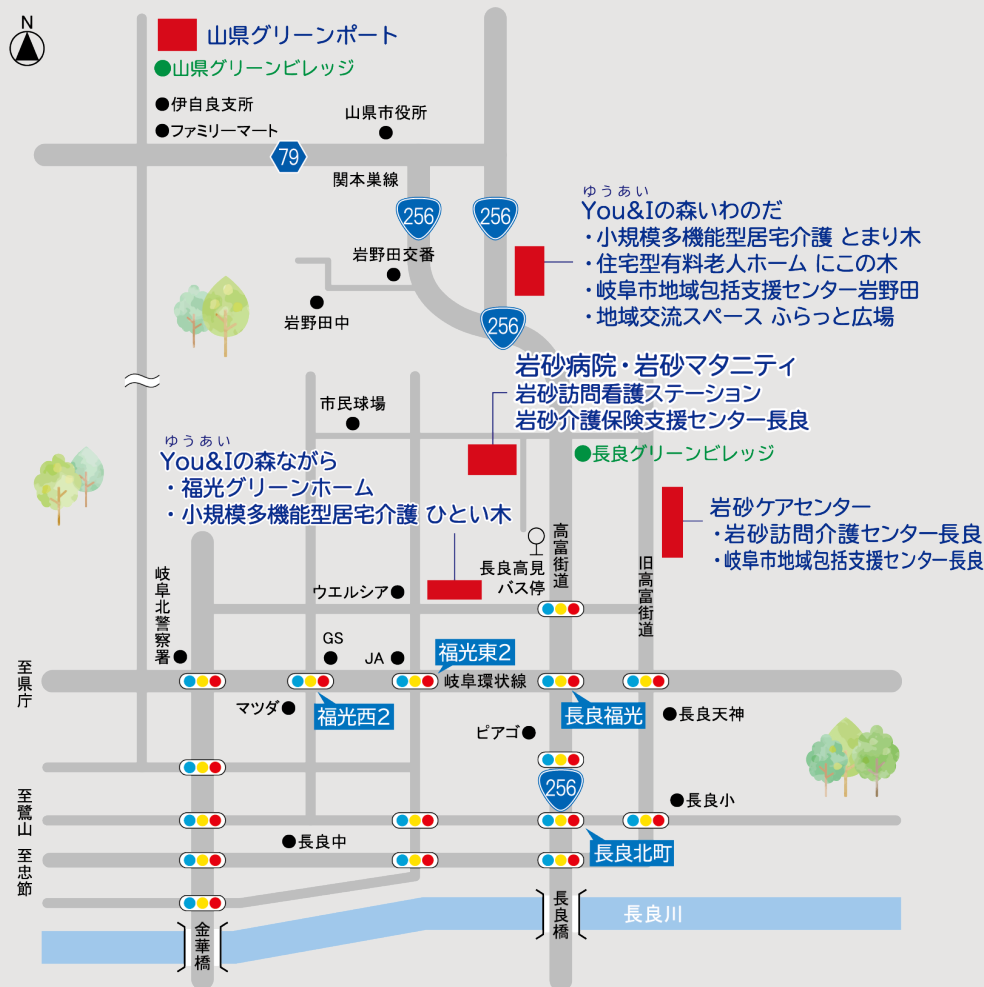 N
山県グリーンポート
●山県グリーンビレッジ
●伊自良支所
●ファミリーマート
山県市役所
79
関本巣線
256
256
ゆうあい
You&Iの森いわのだ
・小規模多機能型居宅介護 とまり木
・住宅型有料老人ホーム にこの木
・岐阜市地域包括支援センター岩野田
・地域交流スペース ふらっと広場
岩野田交番
岩野田中
256
岩砂病院・岩砂マタニティ
岩砂訪問看護ステーション
岩砂介護保険支援センター長良
市民球場
●長良グリーンビレッジ
ゆうあい
You&Iの森ながら
・福光グリーンホーム
・小規模多機能型居宅介護 ひとい木
岩砂ケアセンター
・岩砂訪問介護センター長良
・岐阜市地域包括支援センター長良
高富街道
長良高見
バス停
旧高富街道
ウエルシア
岐阜北警察署
GS
JA
福光東2
至県庁
岐阜環状線
マツダ
福光西2
長良福光
長良天神
ピアゴ
256
至鷺山
長良小
長良中
長良北町
至忠節
金華橋
長良橋
長良川